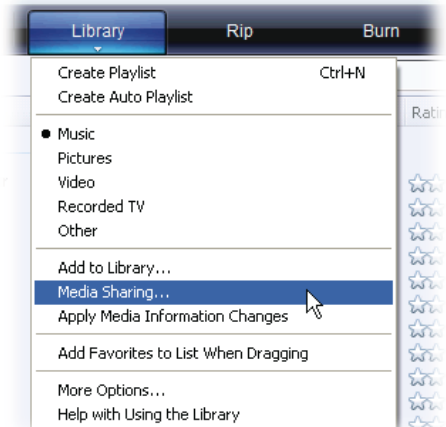 Library Rip Burn
Create Playlist Ctrl+N
Create Auto Playlist
Music
Pictures
Video
Recorded TV
Other
Add to Library...
Media Sharing...
Apply Media Information Changes
Add Favorites to List When Dragging
More Options...
Help with Using the Library